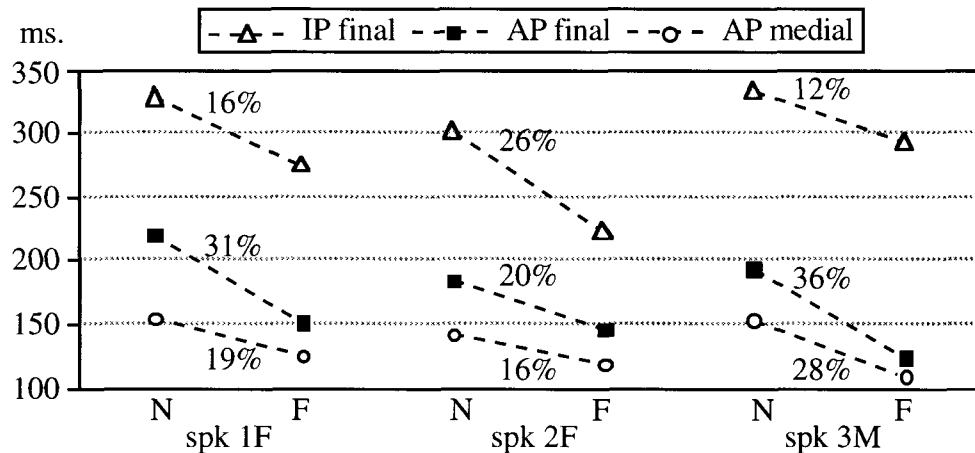 ms.
IP final AP final AP medial
350
300
250
200
150
100
16% 26% 12%
31% 20% 36%
19% 16% 28%
N F N F N F
spk 1F spk 2F spk 3M